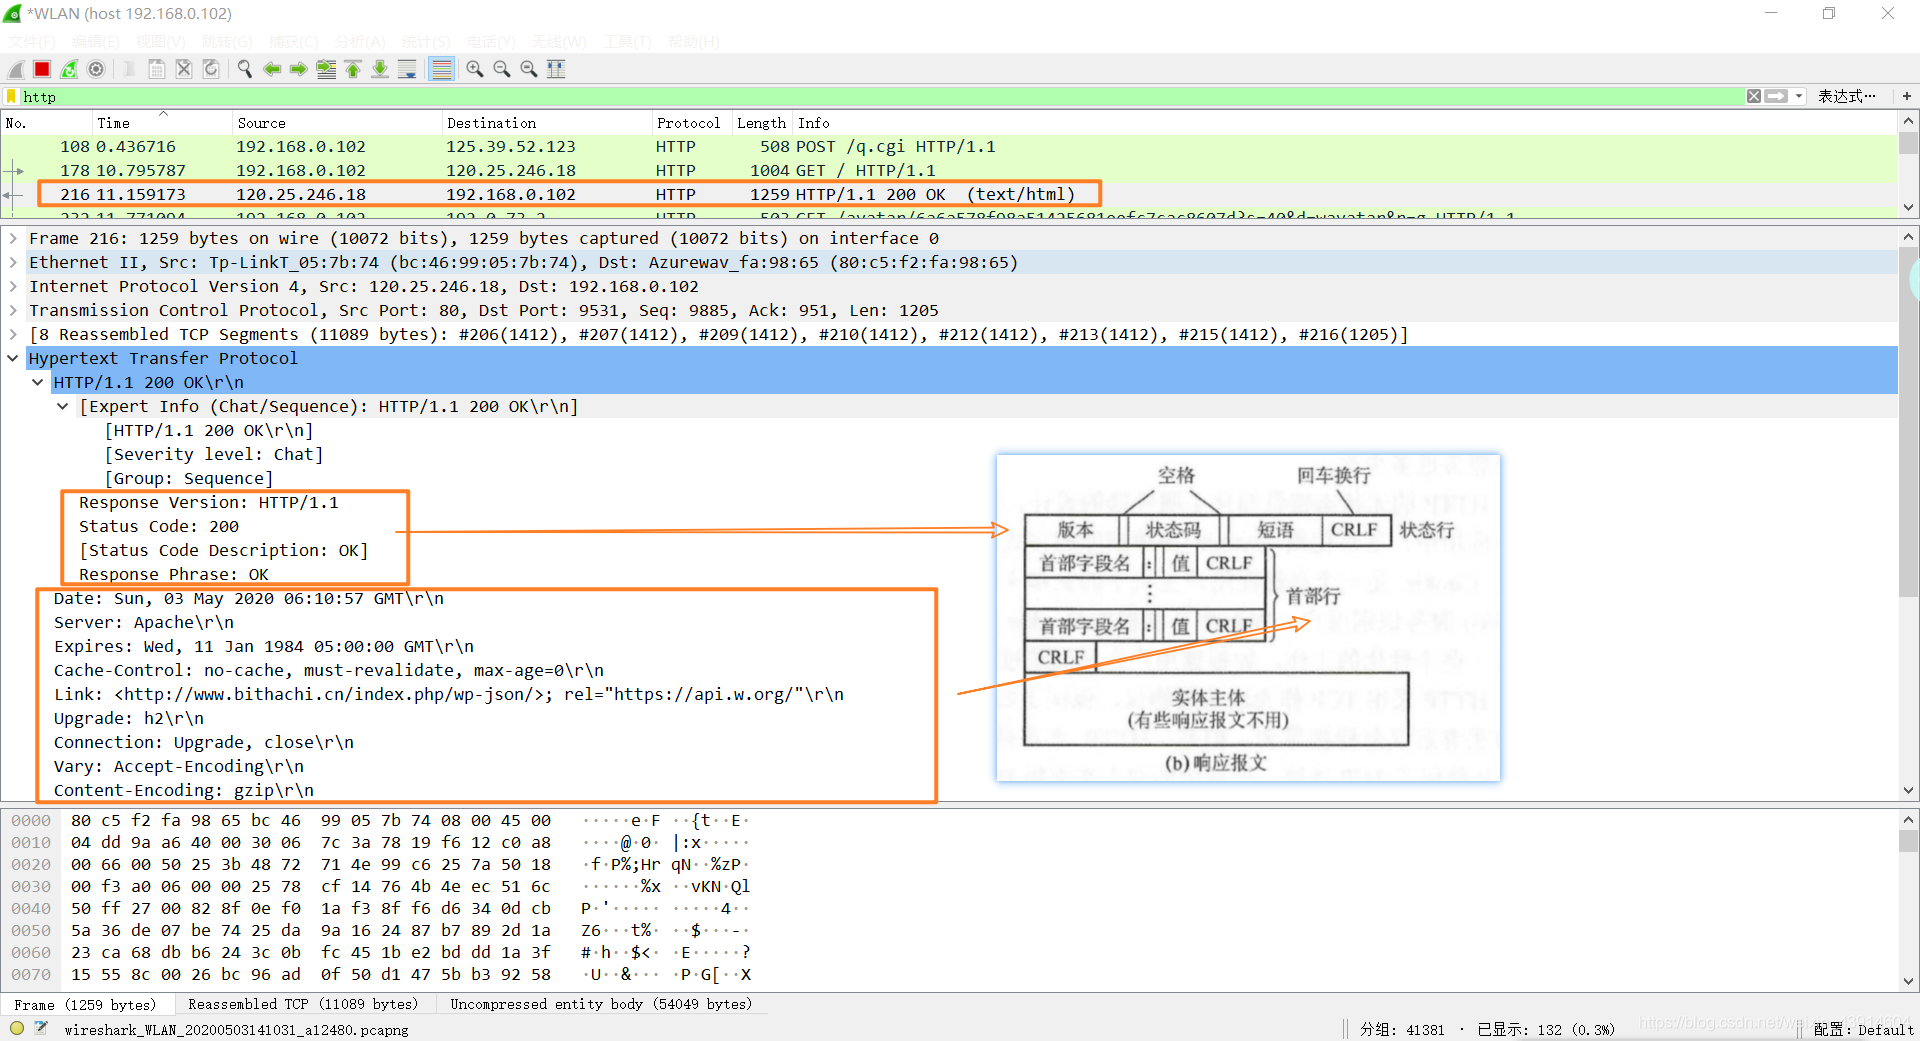 *WLAN (host 192.168.0.102)
文件(F) 编辑(E) 视图(V) 跳转(G) 捕获(C) 分析(A) 统计(S) 电话(Y) 无线(W) 工具(T) 帮助(H)
http
表达式… +
No. Time Source Destination Protocol Length Info
108 0.436716 192.168.0.102 125.39.52.123 HTTP 508 POST /q.cgi HTTP/1.1
178 10.795787 192.168.0.102 120.25.246.18 HTTP 1004 GET / HTTP/1.1
216 11.159173 120.25.246.18 192.168.0.102 HTTP 1259 HTTP/1.1 200 OK (text/html)
Frame 216: 1259 bytes on wire (10072 bits), 1259 bytes captured (10072 bits) on interface 0
Ethernet II, Src: Tp-LinkT_05:7b:74 (bc:46:99:05:7b:74), Dst: Azurewav_fa:98:65 (80:c5:f2:fa:98:65)
Internet Protocol Version 4, Src: 120.25.246.18, Dst: 192.168.0.102
Transmission Control Protocol, Src Port: 80, Dst Port: 9531, Seq: 9885, Ack: 951, Len: 1205
[8 Reassembled TCP Segments (11089 bytes): #206(1412), #207(1412), #209(1412), #210(1412), #212(1412), #213(1412), #215(1412), #216(1205)]
Hypertext Transfer Protocol
HTTP/1.1 200 OK\r\n
[Expert Info (Chat/Sequence): HTTP/1.1 200 OK\r\n]
[HTTP/1.1 200 OK\r\n]
[Severity level: Chat]
[Group: Sequence]
Response Version: HTTP/1.1
Status Code: 200
[Status Code Description: OK]
Response Phrase: OK
Date: Sun, 03 May 2020 06:10:57 GMT\r\n
Server: Apache\r\n
Expires: Wed, 11 Jan 1984 05:00:00 GMT\r\n
Cache-Control: no-cache, must-revalidate, max-age=0\r\n
Link: <http://www.bithachi.cn/index.php/wp-json/>; rel="https://api.w.org/"\r\n
Upgrade: h2\r\n
Connection: Upgrade, close\r\n
Vary: Accept-Encoding\r\n
Content-Encoding: gzip\r\n
空格 回车换行
版本 状态码 短语 CRLF 状态行
首部字段名 : 值 CRLF
⋮
首部行
首部字段名 : 值 CRLF
CRLF
实体主体
(有些响应报文不用)
(b)响应报文
0000 80 c5 f2 fa 98 65 bc 46 99 05 7b 74 08 00 45 00 ·····e·F ··{t··E·
0010 04 dd 9a a6 40 00 30 06 7c 3a 78 19 f6 12 c0 a8 ····@·0· |:x·····
0020 00 66 00 50 25 3b 48 72 71 4e 99 c6 25 7a 50 18 ·f·P%;Hr qN··%zP·
0030 00 f3 a0 06 00 00 25 78 cf 14 76 4b 4e ec 51 6c ······%x ··vKN·Ql
0040 50 ff 27 00 82 8f 0e f0 1a f3 8f f6 d6 34 0d cb P·'····· ·····4··
0050 5a 36 de 07 be 74 25 da 9a 16 24 87 b7 89 2d 1a Z6···t%· ··$···-·
0060 23 ca 68 db b6 24 3c 0b fc 45 1b e2 bd dd 1a 3f #·h··$<· ·E·····?
0070 15 55 8c 00 26 bc 96 ad 0f 50 d1 47 5b b3 92 58 ·U··&··· ·P·G[··X
Frame (1259 bytes) Reassembled TCP (11089 bytes) Uncompressed entity body (54049 bytes)
wireshark_WLAN_20200503141031_a12480.pcapng 分组: 41381 · 已显示: 132 (0.3%) 配置: Default